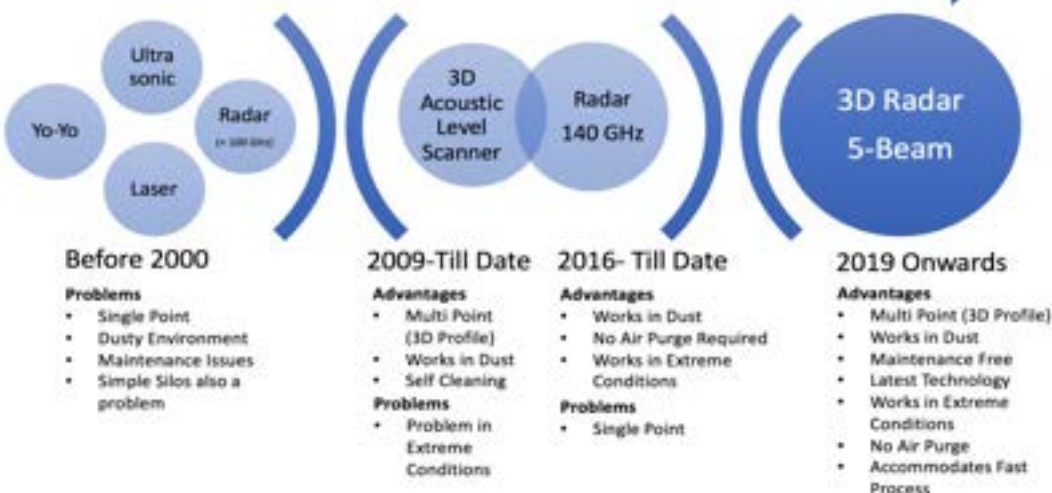 Yo-Yo
Ultra
sonic
Radar
Laser
3D
Acoustic
Level
Scanner
Radar
140 GHz
3D Radar
5-Beam
Before 2000
Problems
• Single Point
• Dusty Environment
• Maintenance Issues
• Simple Silos also a
problem
2009-Till Date
Advantages
• Multi Point
(3D Profile)
• Works in Dust
• Self Cleaning
Problems
• Problem in
Extreme
Conditions
2016- Till Date
Advantages
• Works in Dust
• No Air Purge Required
• Works in Extreme
Conditions
Problems
• Single Point
2019 Onwards
Advantages
• Multi Point (3D Profile)
• Works in Dust
• Maintenance Free
• Latest Technology
• Works in Extreme
Conditions
• No Air Purge
• Accommodates Fast
Process